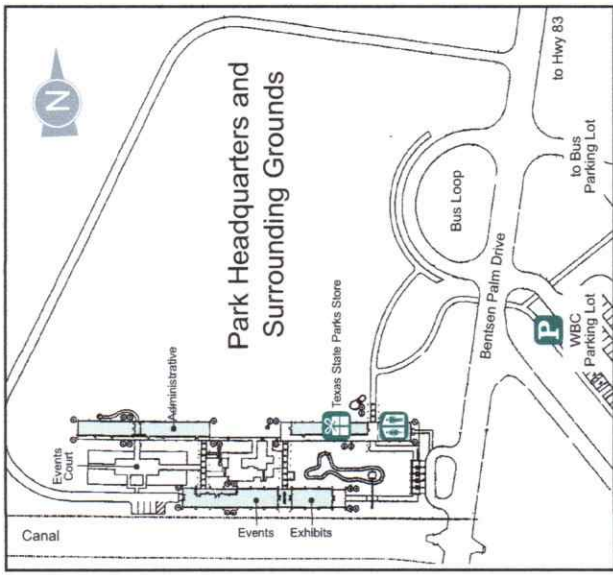 N
Park Headquarters and
Surrounding Grounds
to Hwy 83
to Bus
Parking Lot
Bus Loop
Bentsen Palm Drive
Texas State Parks Store
P
WBC
Parking Lot
Administrative
Events
Court
Events
Exhibits
Canal